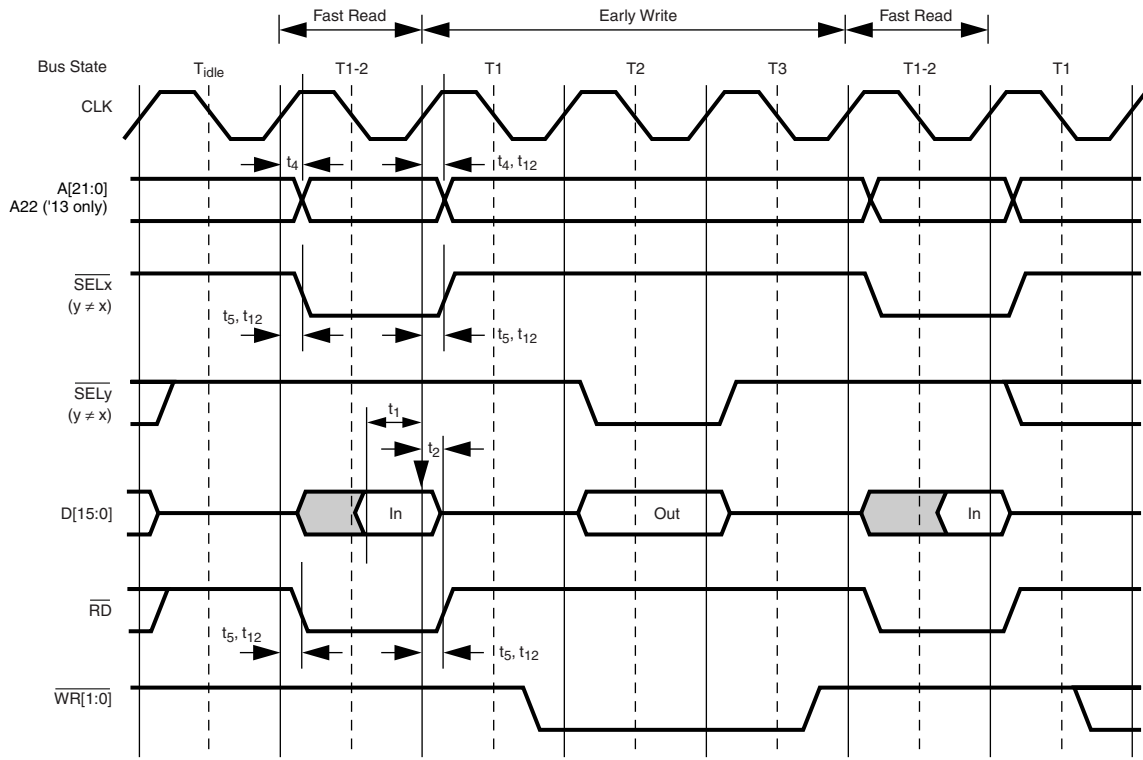 Fast Read Early Write Fast Read
Bus State Tidle T1-2 T1 T2 T3 T1-2 T1
CLK
t4 t4, t12
A[21:0]
A22 ('13 only)
SELx
(y ≠ x)
t5, t12 t5, t12
SELy
(y ≠ x)
t1
t2
D[15:0] In Out In
RD
t5, t12 t5, t12
WR[1:0]